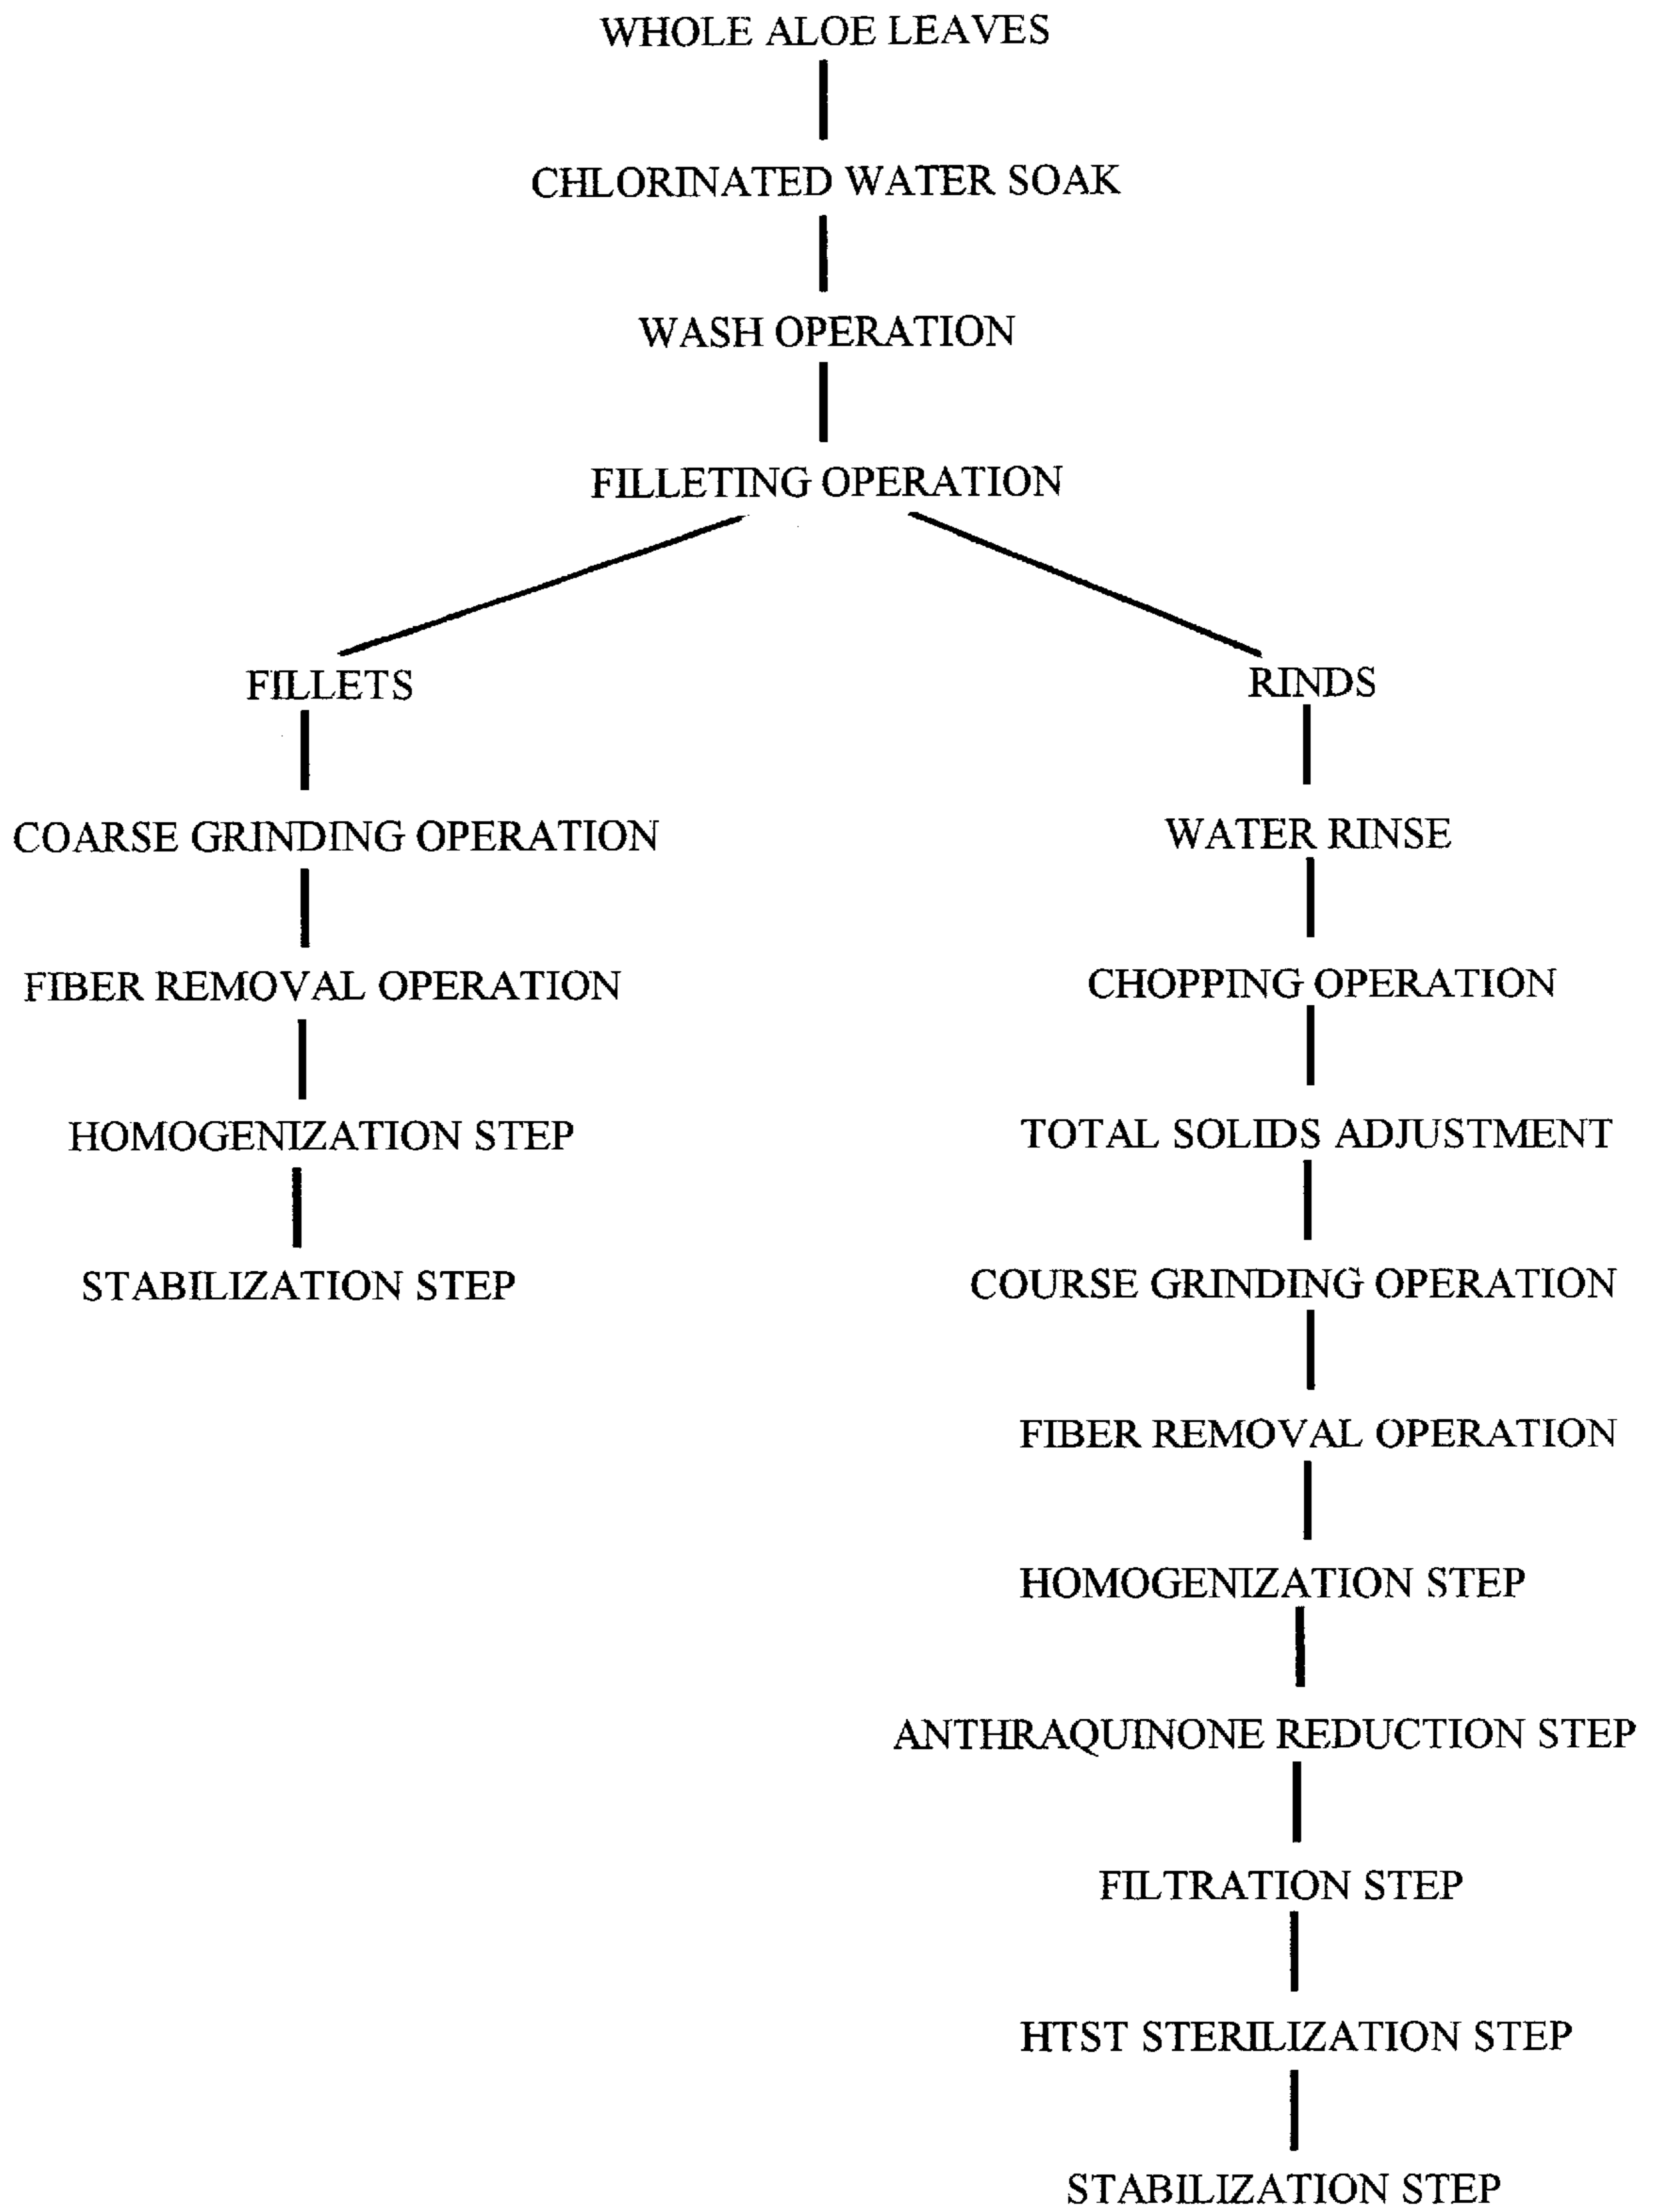 WHOLE ALOE LEAVES
CHLORINATED WATER SOAK
WASH OPERATION
FILLETING OPERATION
FILLETS
COARSE GRINDING OPERATION
FIBER REMOVAL OPERATION
HOMOGENIZATION STEP
STABILIZATION STEP
RINDS
WATER RINSE
CHOPPING OPERATION
TOTAL SOLIDS ADJUSTMENT
COURSE GRINDING OPERATION
FIBER REMOVAL OPERATION
HOMOGENIZATION STEP
ANTHRAQUINONE REDUCTION STEP
FILTRATION STEP
HTST STERILIZATION STEP
STABILIZATION STEP